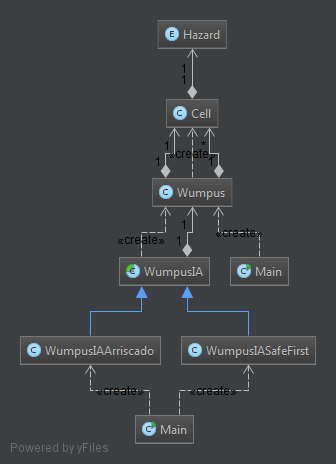 E Hazard
1
1
C Cell
1
*
«create»
1
1
C Wumpus
1
«create»
«create»
1
C WumpusIA
C Main
C WumpusIAArriscado
C WumpusIASafeFirst
«create»
«create»
C Main
Powered by yFiles